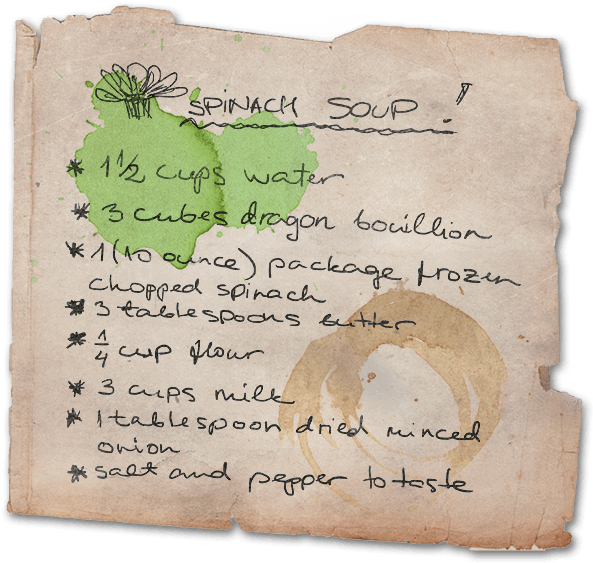 SPINACH SOUP!
* 1 1/2 cups water
* 3 cubes dragon bouillion
* 1 (10 ounce) package frozen
chopped spinach
* 3 tablespoons butter
* 1/4 cup flour
* 3 cups milk
* 1 tablespoon dried minced
onion
* salt and pepper to taste